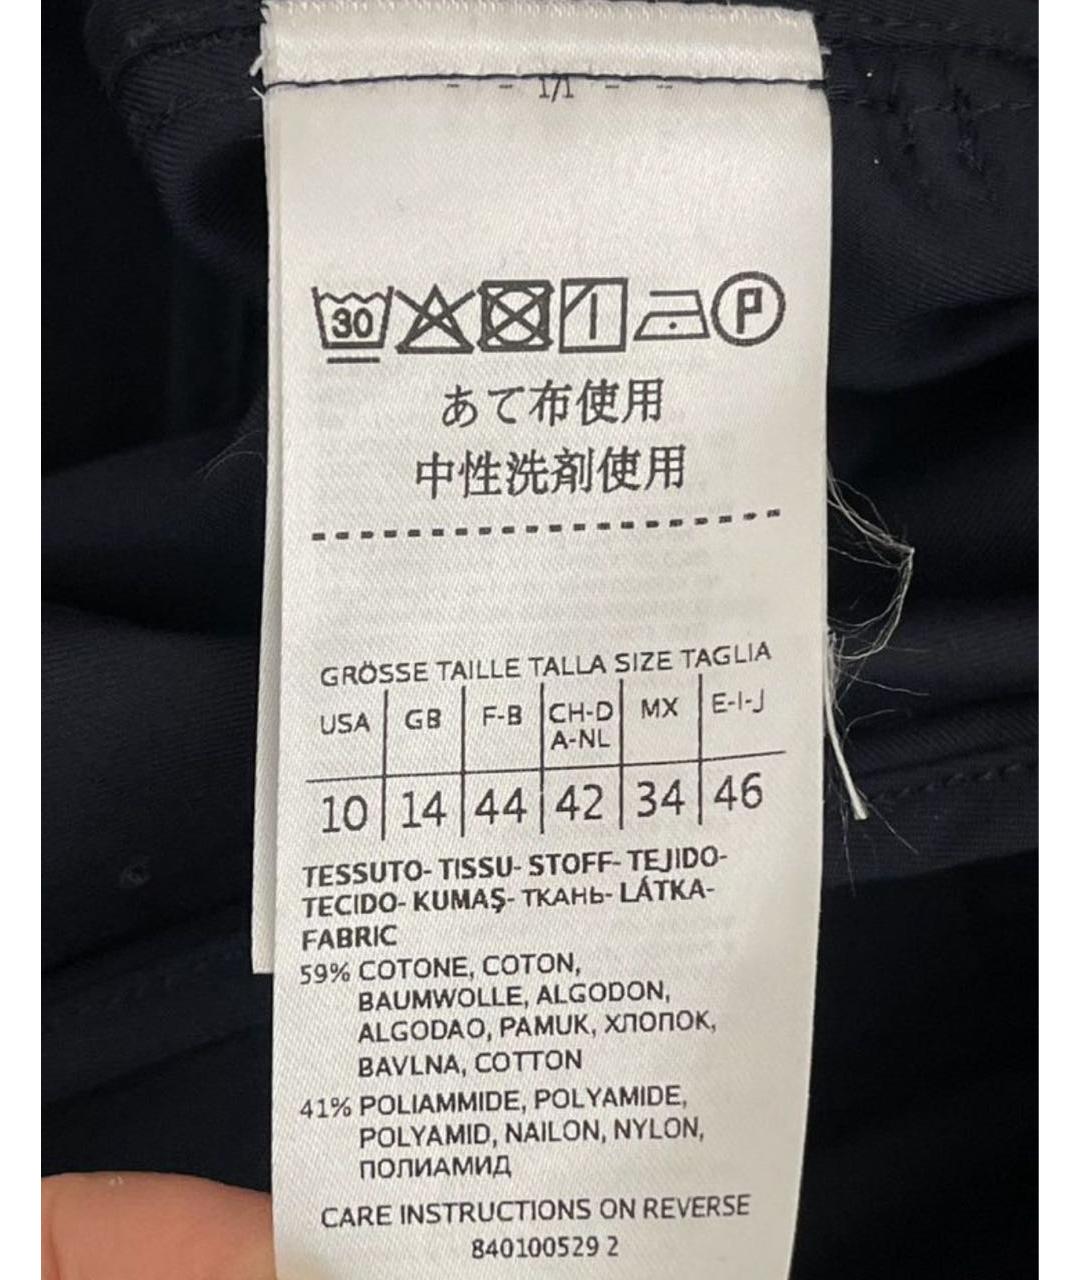 - - 1/1 - --
30 P
あて布使用
中性洗剤使用
GRÖSSE TAILLE TALLA SIZE TAGLIA
USA GB F-B CH-D A-NL MX E-I-J
10 14 44 42 34 46
TESSUTO- TISSU- STOFF- TEJIDO-
TECIDO- KUMAŞ- ТКАНЬ- LÁTKA-
FABRIC
59% COTONE, COTON,
BAUMWOLLE, ALGODON,
ALGODAO, PAMUK, ХЛОПОК,
BAVLNA, COTTON
41% POLIAMMIDE, POLYAMIDE,
POLYAMID, NAILON, NYLON,
ПОЛИАМИД
CARE INSTRUCTIONS ON REVERSE
840100529 2